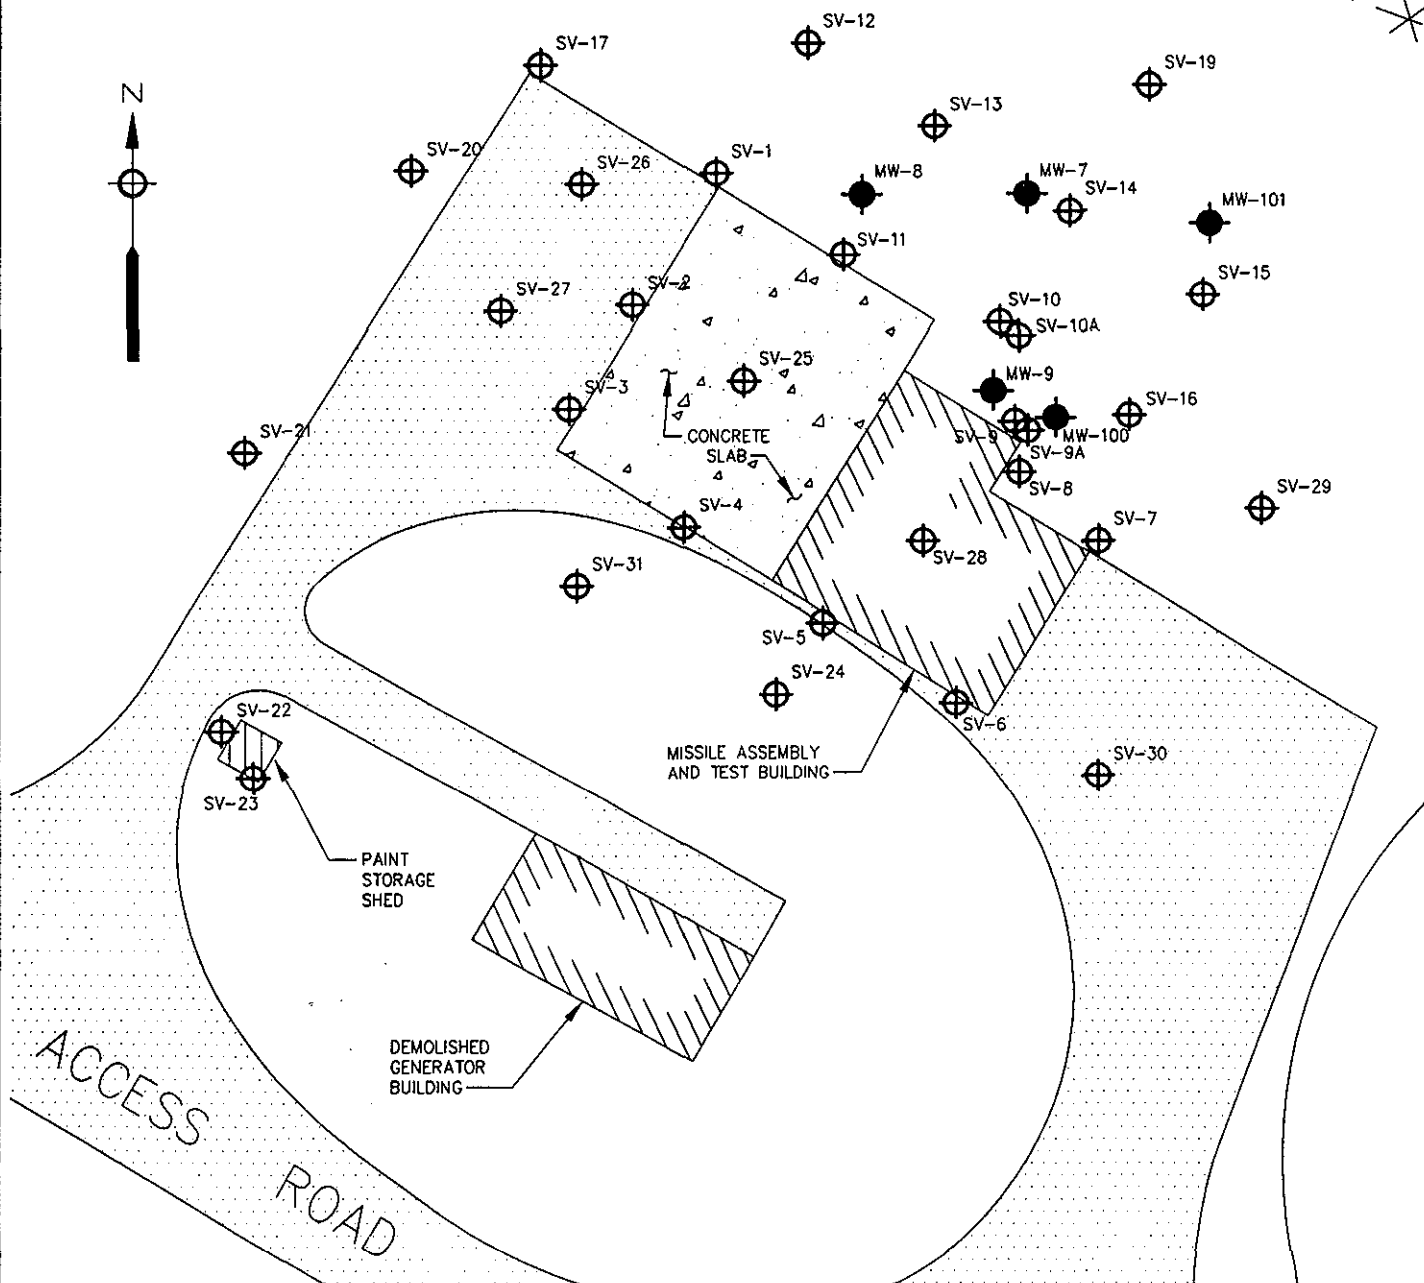 SV-12
SV-17
SV-19
N
SV-13
SV-20
SV-26
SV-1
MW-8
MW-7
SV-14
MW-101
SV-11
SV-15
SV-27
SV-2
SV-10
SV-10A
SV-25
MW-9
SV-3
SV-16
SV-21
CONCRETE
SLAB
SV-9
MW-100
SV-9A
SV-8
SV-29
SV-4
SV-7
SV-28
SV-31
SV-5
SV-24
SV-22
SV-6
MISSILE ASSEMBLY
AND TEST BUILDING
SV-30
SV-23
PAINT
STORAGE
SHED
DEMOLISHED
GENERATOR
BUILDING
ACCESS ROAD